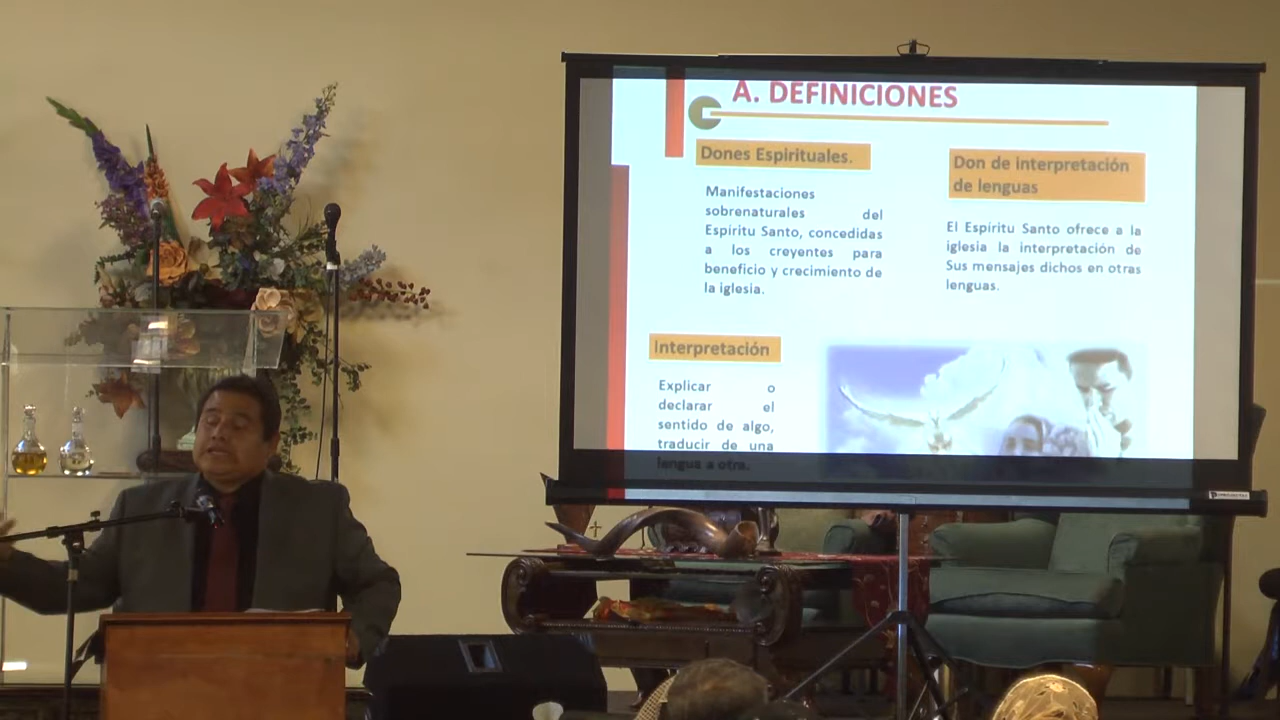 A. DEFINICIONES
Dones Espirituales.
Manifestaciones
sobrenaturales del
Espíritu Santo, concedidas
a los creyentes para
beneficio y crecimiento de
la iglesia.
Don de interpretación
de lenguas
El Espíritu Santo ofrece a la
iglesia la interpretación de
Sus mensajes dichos en otras
lenguas.
Interpretación
Explicar o
declarar el
sentido de algo,
traducir de una
lengua a otra.